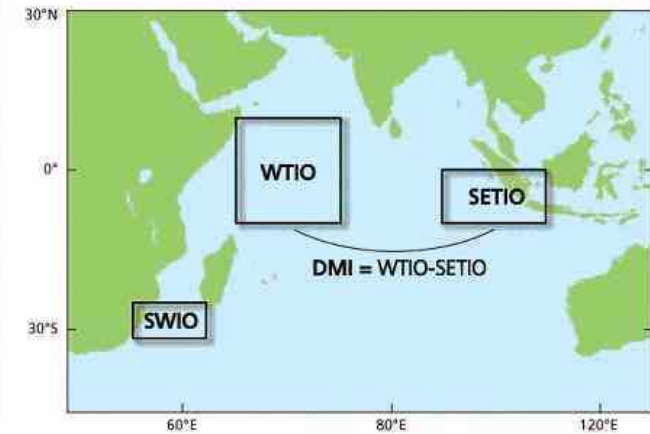 30°N
WTIO
0°
SETIO
DMI = WTIO-SETIO
SWIO
30°S
60°E
80°E
120°E